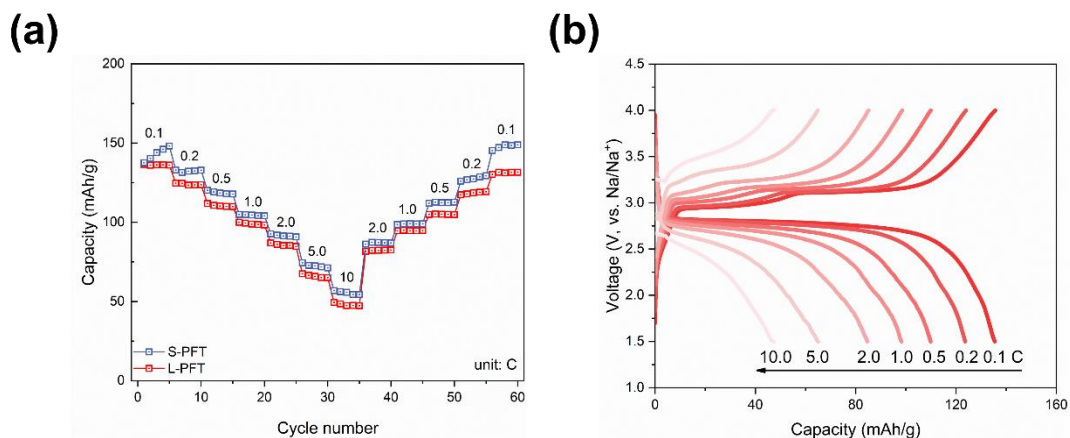 (a)
Capacity (mAh/g)
200
150
100
50
0
0.1
0.2
0.5
1.0
2.0
5.0
10
2.0
1.0
0.5
0.2
0.1
S-PFT
L-PFT
unit: C
0 10 20 30 40 50 60
Cycle number
(b)
Voltage (V, vs. Na/Na⁺)
4.5
4.0
3.5
3.0
2.5
2.0
1.5
1.0
10.0 5.0 2.0 1.0 0.5 0.2 0.1 C
0 40 80 120 160
Capacity (mAh/g)